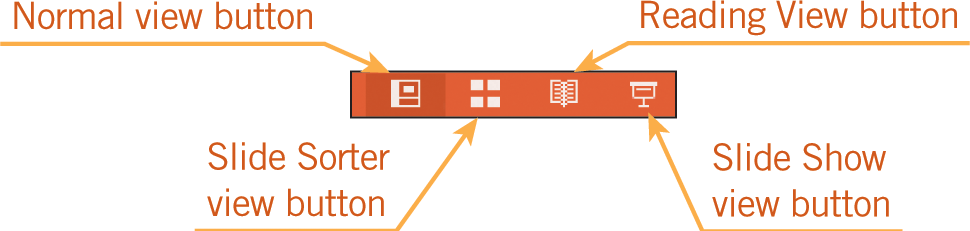 Normal view button
Reading View button
Slide Sorter
view button
Slide Show
view button